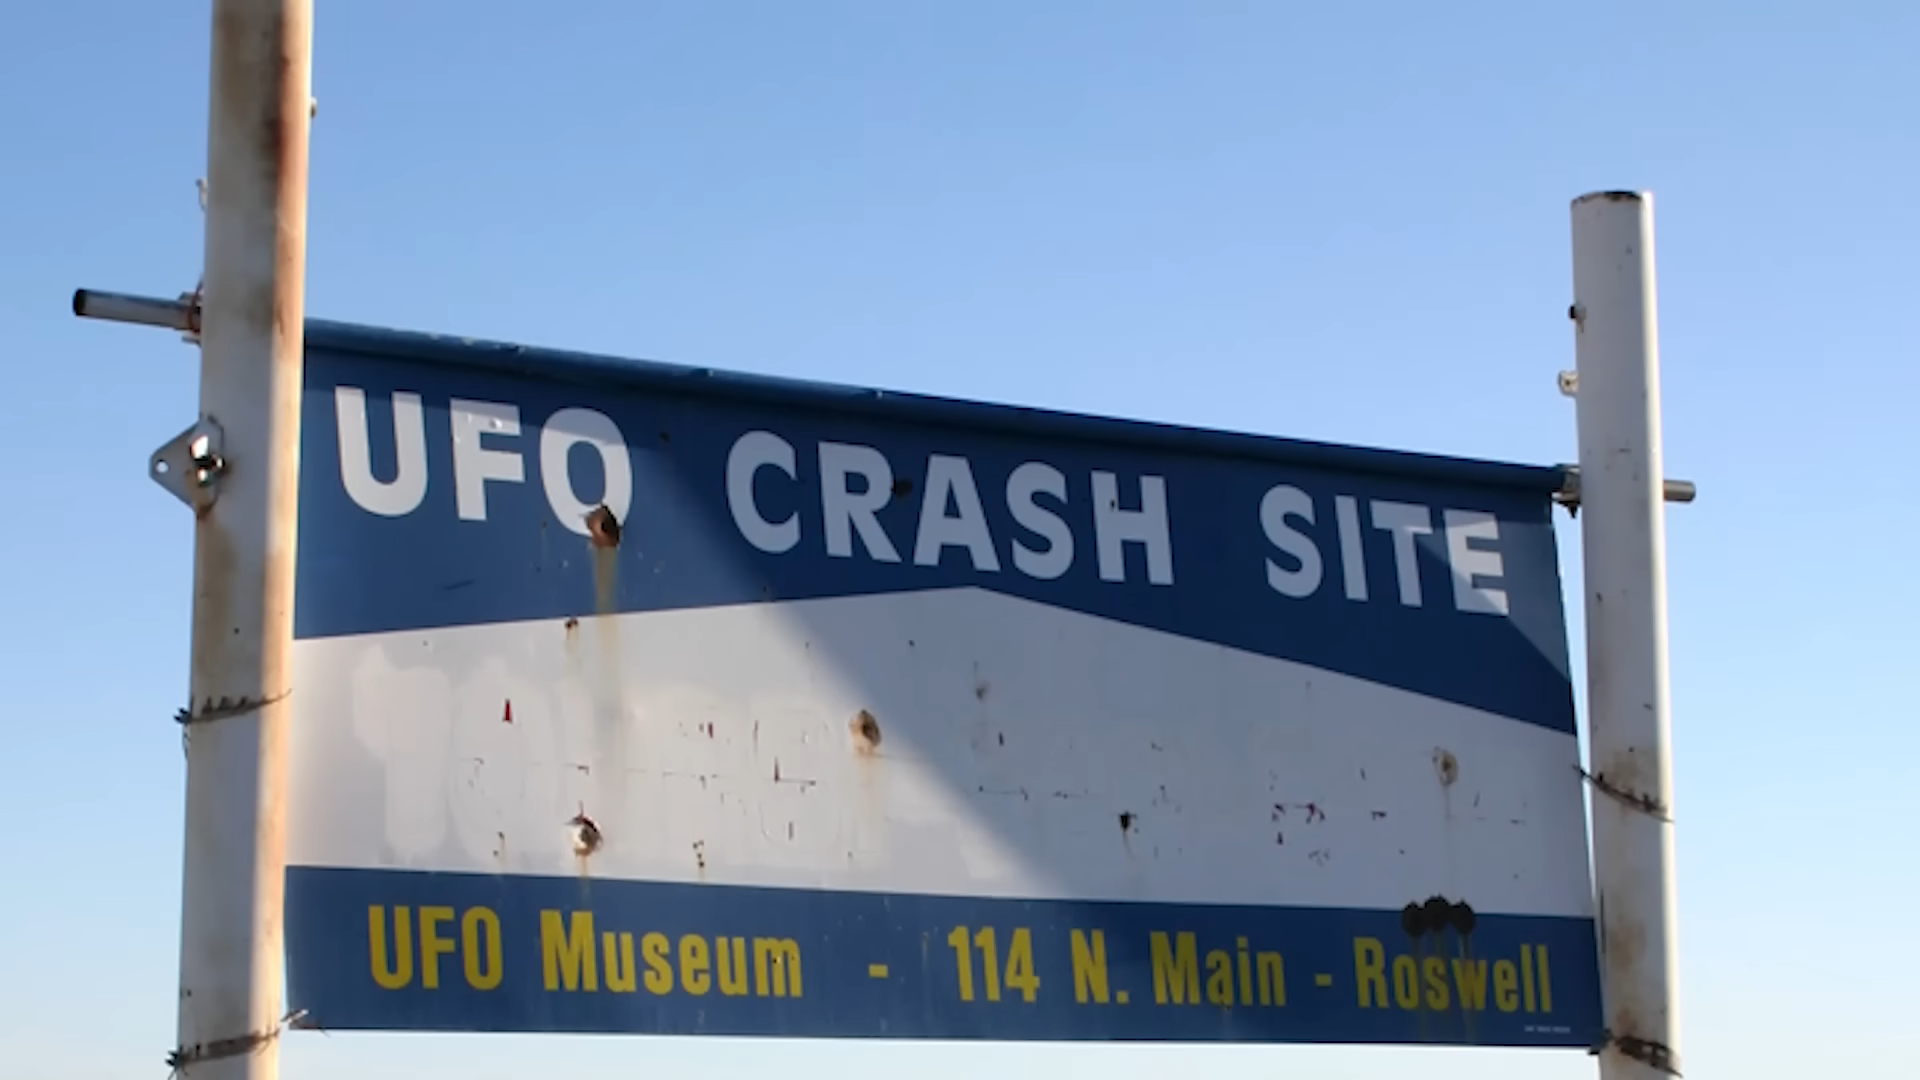 UFO CRASH SITE
UFO Museum - 114 N. Main - Roswell